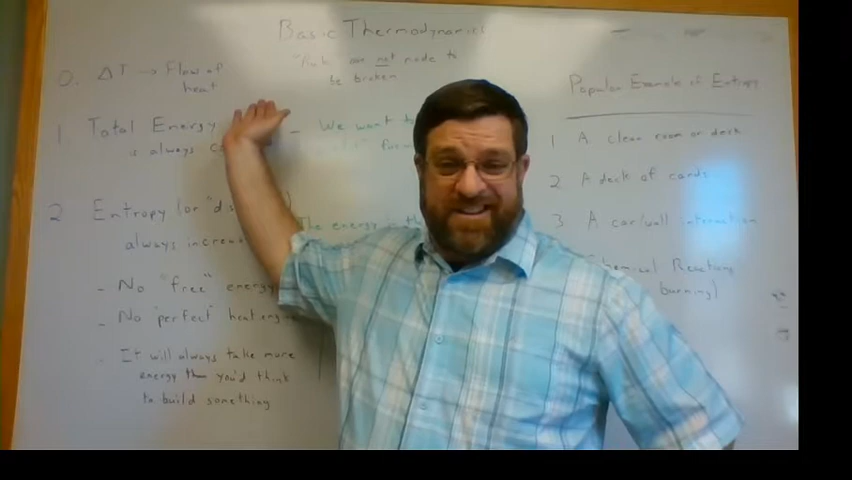 Basic Thermodynamics
are not made to
be broken
0. ΔT → Flow of
heat
1 Total Energy
is always
- We want
2 Entropy (or "dis
always increa
The energy
- No "free" energy
- No "perfect" heat eng
- It will always take more
energy than you'd think
to build something
Popular Example of Entropy
1 A clean room or desk
2 A deck of cards
3 A car/wall interaction
Chemical Reactions
burning)